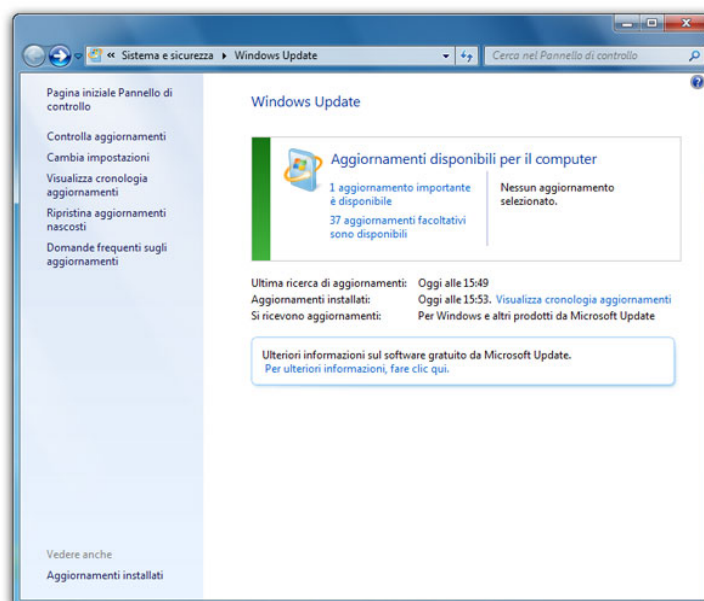 « Sistema e sicurezza ▸ Windows Update
Cerca nel Pannello di controllo
Pagina iniziale Pannello di
controllo
Controlla aggiornamenti
Cambia impostazioni
Visualizza cronologia
aggiornamenti
Ripristina aggiornamenti
nascosti
Domande frequenti sugli
aggiornamenti
Windows Update
Aggiornamenti disponibili per il computer
1 aggiornamento importante
è disponibile
37 aggiornamenti facoltativi
sono disponibili
Nessun aggiornamento
selezionato.
Ultima ricerca di aggiornamenti: Oggi alle 15:49
Aggiornamenti installati: Oggi alle 15:53. Visualizza cronologia aggiornamenti
Si ricevono aggiornamenti: Per Windows e altri prodotti da Microsoft Update
Ulteriori informazioni sul software gratuito da Microsoft Update.
Per ulteriori informazioni, fare clic qui.
Vedere anche
Aggiornamenti installati